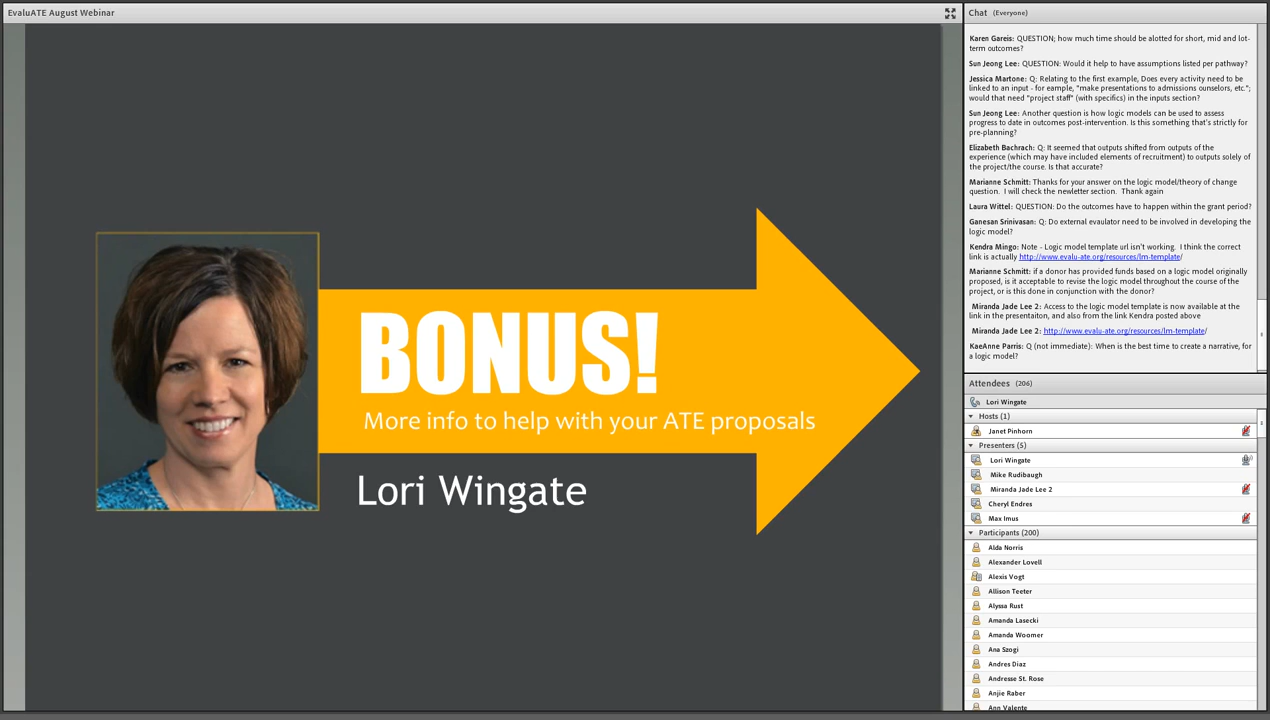 EvaluATE August Webinar
BONUS!
More info to help with your ATE proposals
Lori Wingate
Chat (Everyone)
Karen Gareis: QUESTION; how much time should be alotted for short, mid and lot-
term outcomes?
Sun Jeong Lee: QUESTION: Would it help to have assumptions listed per pathway?
Jessica Martone: Q: Relating to the first example, Does every activity need to be
linked to an input - for eample, "make presentations to admissions ounselors, etc.";
would that need "project staff" (with specifics) in the inputs section?
Sun Jeong Lee: Another question is how logic models can be used to assess
progress to date in outcomes post-intervention. Is this something that's strictly for
pre-planning?
Elizabeth Bachrach: Q: It seemed that outputs shifted from outputs of the
experience (which may have included elements of recruitment) to outputs solely of
the project/the course. Is that accurate?
Marianne Schmitt: Thanks for your answer on the logic model/theory of change
question. I will check the newletter section. Thank again
Laura Wittel: QUESTION: Do the outcomes have to happen within the grant period?
Ganesan Srinivasan: Q: Do external evaulator need to be involved in developing the
logic model?
Kendra Mingo: Note - Logic model template url isn't working. I think the correct
link is actually http://www.evalu-ate.org/resources/lm-template/
Marianne Schmitt: if a donor has provided funds based on a logic model originally
proposed, is it acceptable to revise the logic model throughout the course of the
project, or is this done in conjunction with the donor?
Miranda Jade Lee 2: Access to the logic model template is now available at the
link in the presentaiton, and also from the link Kendra posted above
Miranda Jade Lee 2: http://www.evalu-ate.org/resources/lm-template/
KaeAnne Parris: Q (not immediate): When is the best time to create a narrative, for
a logic model?
Attendees (206)
Lori Wingate
Hosts (1)
Janet Pinhorn
Presenters (5)
Lori Wingate
Mike Rudibaugh
Miranda Jade Lee 2
Cheryl Endres
Max Imus
Participants (200)
Alda Norris
Alexander Lovell
Alexis Vogt
Allison Teeter
Alyssa Rust
Amanda Lasecki
Amanda Woomer
Ana Szogi
Andres Diaz
Andresse St. Rose
Anjie Raber
Ann Valente